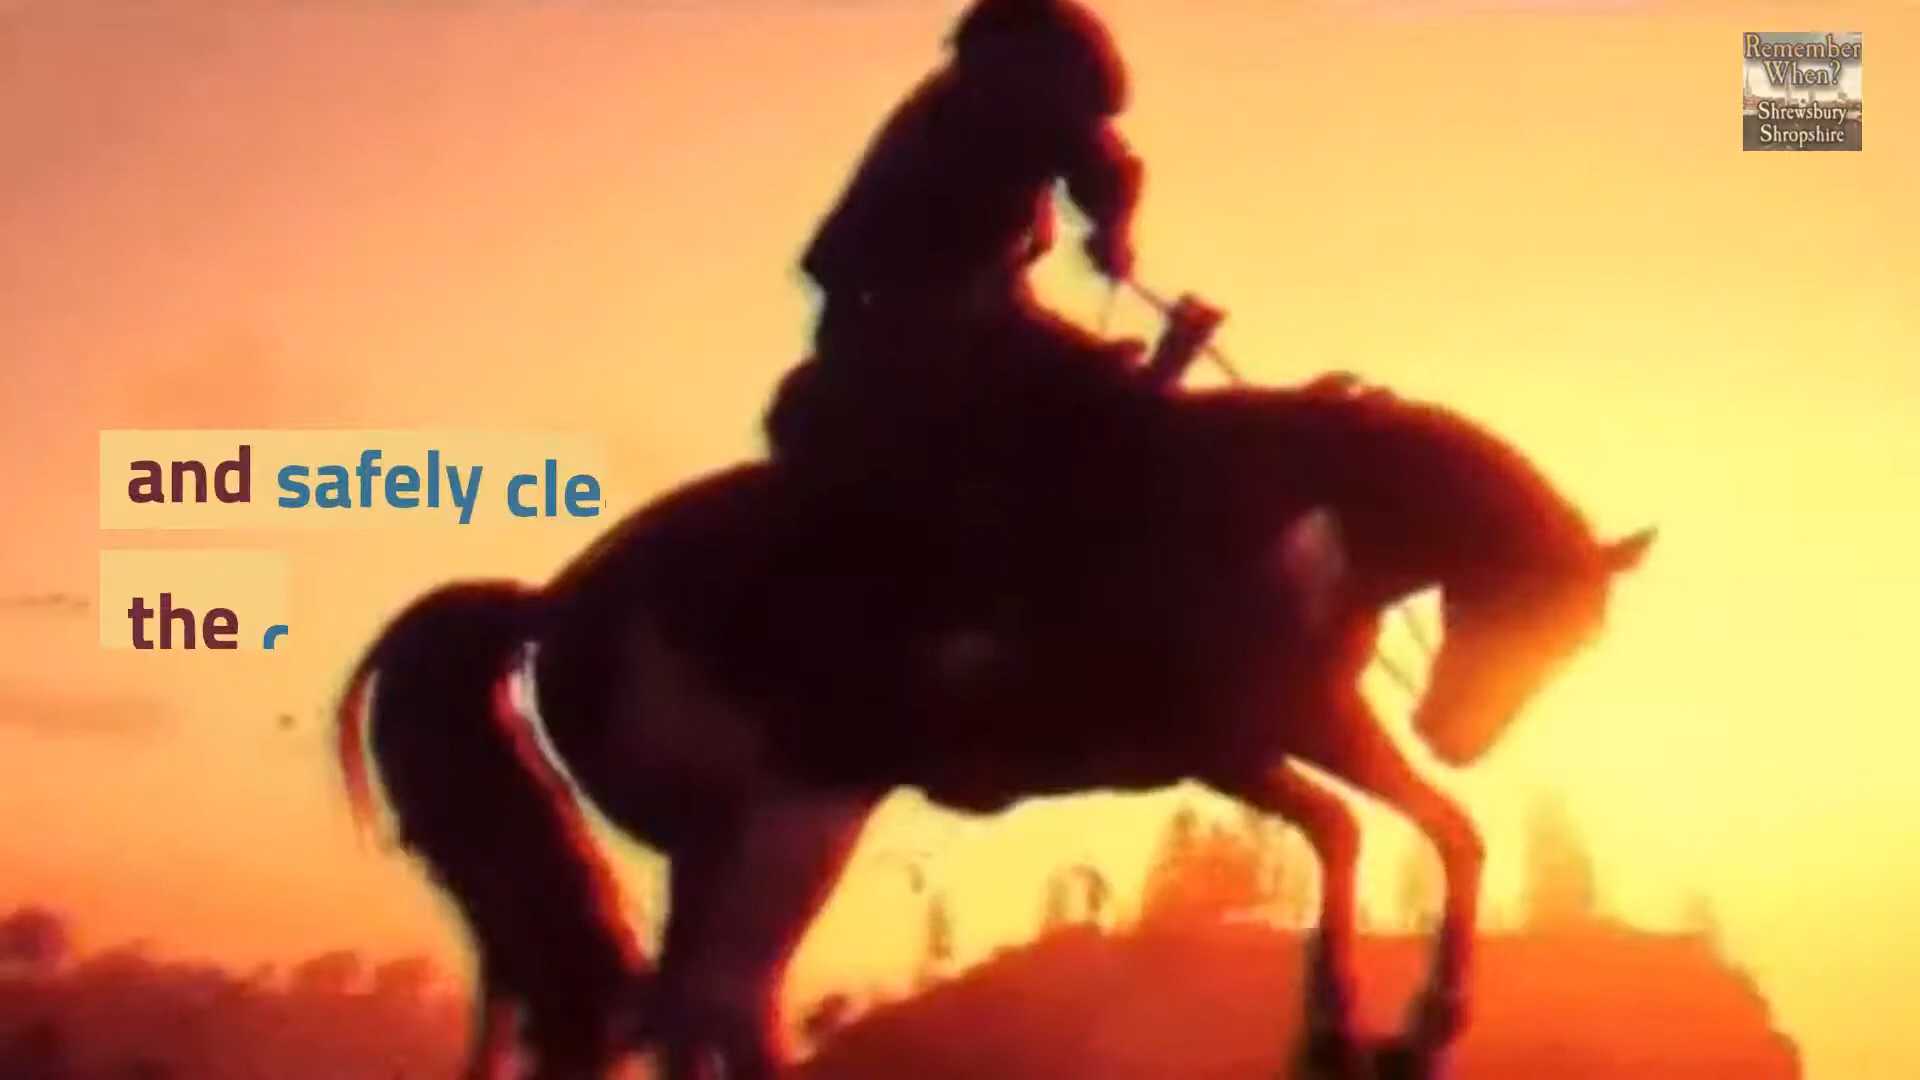 Remember
When?
Shrewsbury
Shropshire
and safely cle
the